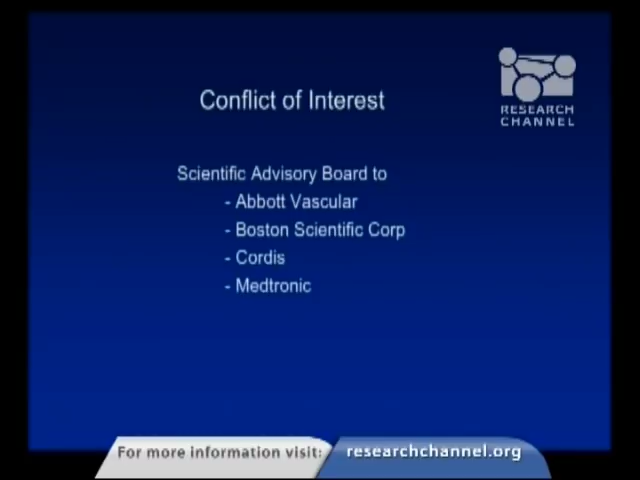 Conflict of Interest
RESEARCH
CHANNEL
Scientific Advisory Board to
- Abbott Vascular
- Boston Scientific Corp
- Cordis
- Medtronic
For more information visit:
researchchannel.org